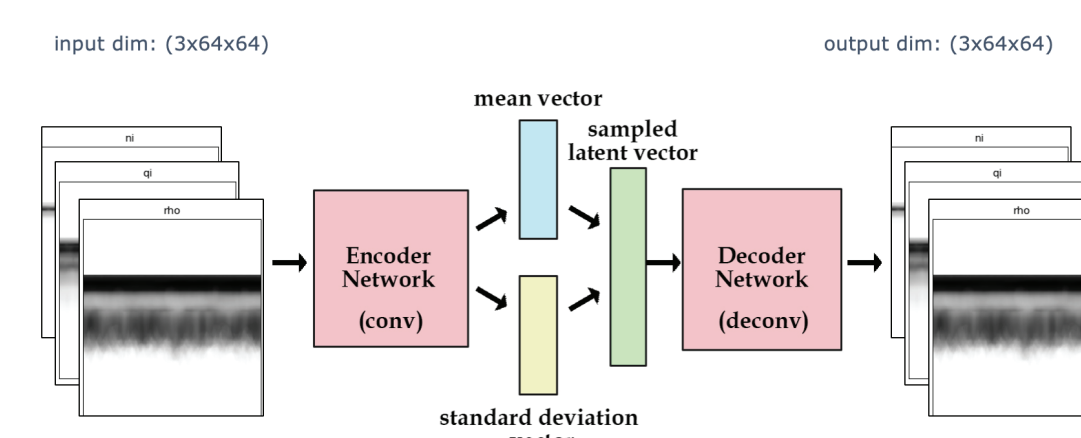 input dim: (3x64x64)
output dim: (3x64x64)
mean vector
sampled
latent vector
ni
qi
rho
Encoder
Network
(conv)
Decoder
Network
(deconv)
ni
qi
rho
standard deviation